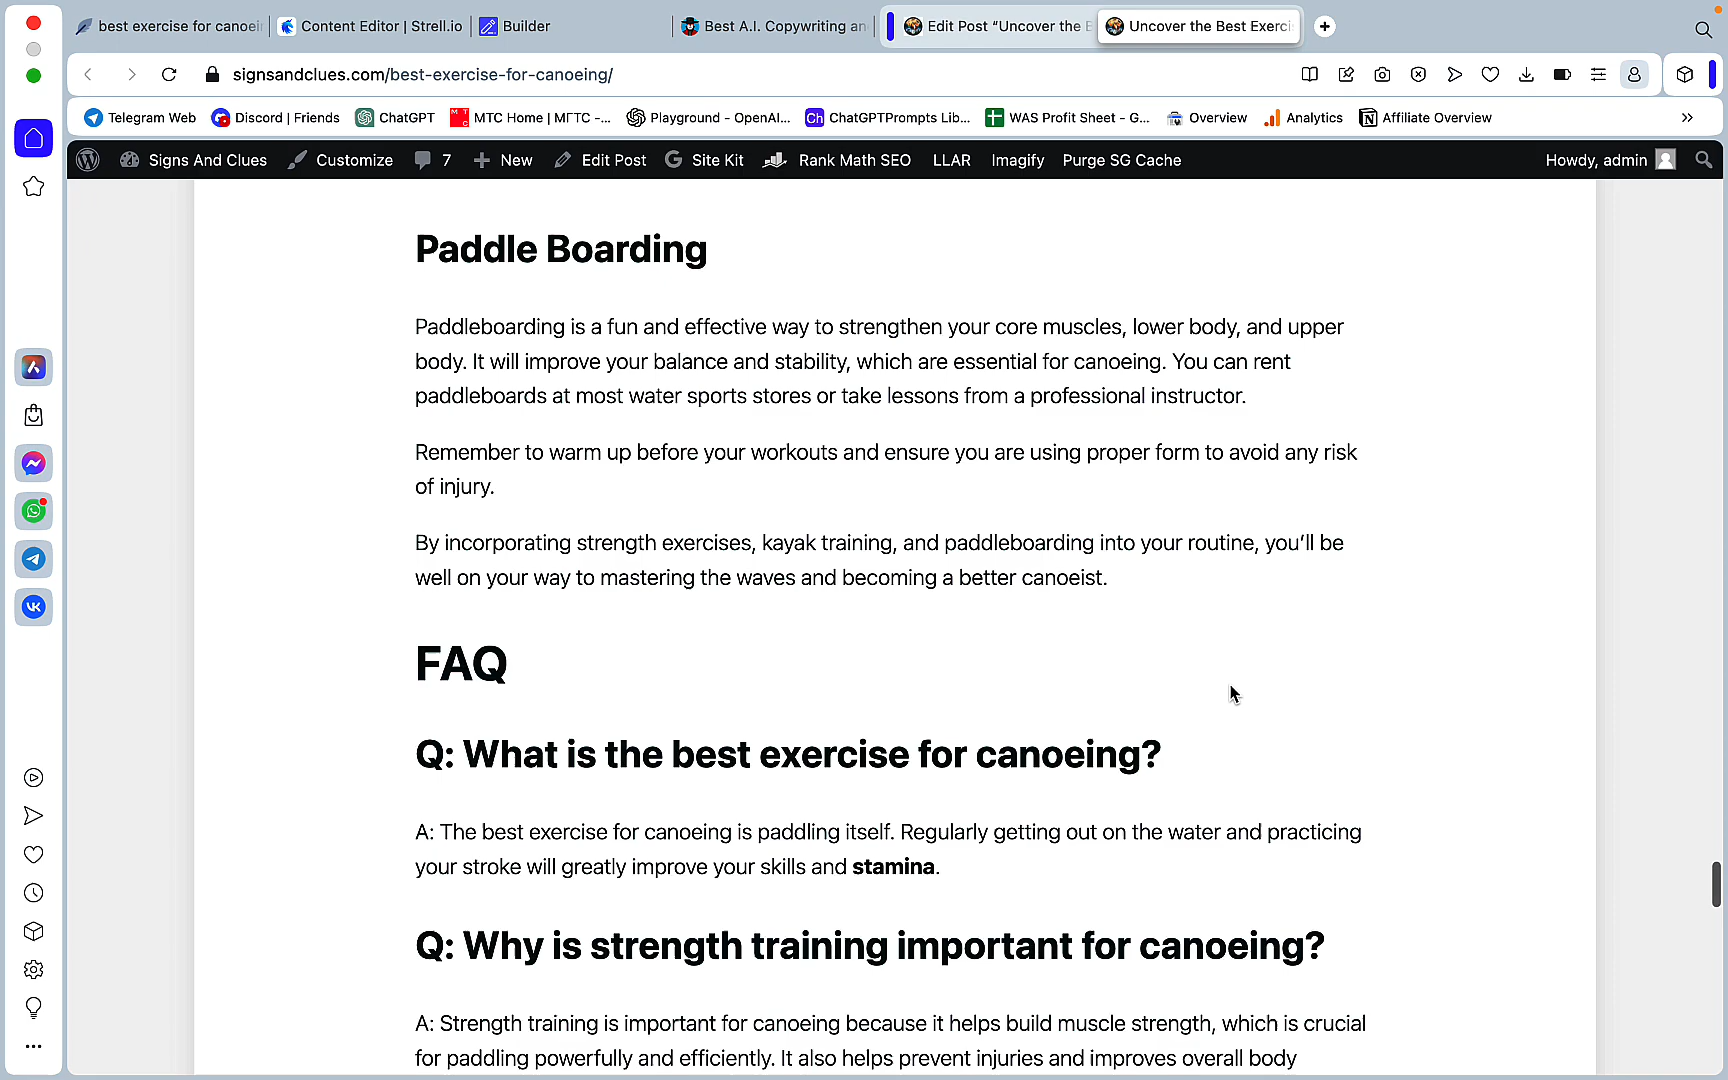 best exercise for canoei
Content Editor | Strell.io
Builder
Best A.I. Copywriting an
Edit Post “Uncover the B
Uncover the Best Exerci
signsandclues.com/best-exercise-for-canoeing/
Telegram Web
Discord | Friends
ChatGPT
МТС Home | МГТС -...
Playground - OpenAI...
Ch
ChatGPTPrompts Lib...
WAS Profit Sheet - G...
Overview
Analytics
Affiliate Overview
Signs And Clues
Customize
7
New
Edit Post
Site Kit
Rank Math SEO
LLAR
Imagify
Purge SG Cache
Howdy, admin
Paddle Boarding
Paddleboarding is a fun and effective way to strengthen your core muscles, lower body, and upper
body. It will improve your balance and stability, which are essential for canoeing. You can rent
paddleboards at most water sports stores or take lessons from a professional instructor.
Remember to warm up before your workouts and ensure you are using proper form to avoid any risk
of injury.
By incorporating strength exercises, kayak training, and paddleboarding into your routine, you’ll be
well on your way to mastering the waves and becoming a better canoeist.
FAQ
Q: What is the best exercise for canoeing?
A: The best exercise for canoeing is paddling itself. Regularly getting out on the water and practicing
your stroke will greatly improve your skills and stamina.
Q: Why is strength training important for canoeing?
A: Strength training is important for canoeing because it helps build muscle strength, which is crucial
for paddling powerfully and efficiently. It also helps prevent injuries and improves overall body